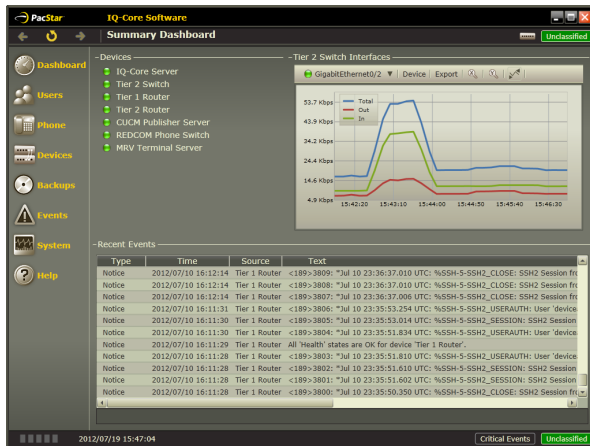 PacStar IQ-Core Software
Summary Dashboard Unclassified
Dashboard
Users
Phone
Devices
Backups
Events
System
Help
Devices
IQ-Core Server
Tier 2 Switch
Tier 1 Router
Tier 2 Router
CUCM Publisher Server
REDCOM Phone Switch
MRV Terminal Server
Tier 2 Switch Interfaces
GigabitEthernet0/2 ▼ Device Export
53.7 Kbps
43.9 Kbps
34.2 Kbps
24.4 Kbps
14.6 Kbps
4.9 Kbps
Total
Out
In
15:42:20 15:43:10 15:44:00 15:44:50 15:45:40 15:46:30
Recent Events
Type Time Source Text
Notice 2012/07/10 16:12:14 Tier 1 Router <189>3809: *Jul 10 23:36:37.010 UTC: %SSH-5-SSH2_CLOSE: SSH2 Session fro
Notice 2012/07/10 16:12:14 Tier 1 Router <189>3808: *Jul 10 23:36:37.010 UTC: %SSH-5-SSH2_CLOSE: SSH2 Session fro
Notice 2012/07/10 16:12:14 Tier 1 Router <189>3807: *Jul 10 23:36:37.006 UTC: %SSH-5-SSH2_CLOSE: SSH2 Session fro
Notice 2012/07/10 16:11:31 Tier 1 Router <189>3806: *Jul 10 23:35:53.254 UTC: %SSH-5-SSH2_USERAUTH: User 'device
Notice 2012/07/10 16:11:30 Tier 1 Router <189>3805: *Jul 10 23:35:53.014 UTC: %SSH-5-SSH2_SESSION: SSH2 Session
Notice 2012/07/10 16:11:30 Tier 1 Router <189>3804: *Jul 10 23:35:51.834 UTC: %SSH-5-SSH2_CLOSE: SSH2 Session fro
Notice 2012/07/10 16:11:29 Tier 1 Router All 'Health' states are OK for device 'Tier 1 Router'.
Notice 2012/07/10 16:11:28 Tier 1 Router <189>3803: *Jul 10 23:35:51.810 UTC: %SSH-5-SSH2_USERAUTH: User 'device
Notice 2012/07/10 16:11:28 Tier 1 Router <189>3802: *Jul 10 23:35:51.610 UTC: %SSH-5-SSH2_SESSION: SSH2 Session
Notice 2012/07/10 16:11:28 Tier 1 Router <189>3801: *Jul 10 23:35:51.602 UTC: %SSH-5-SSH2_SESSION: SSH2 Session
Notice 2012/07/10 16:11:28 Tier 1 Router <189>3800: *Jul 10 23:35:50.350 UTC: %SSH-5-SSH2_CLOSE: SSH2 Session fro
2012/07/19 15:47:04 Critical Events Unclassified